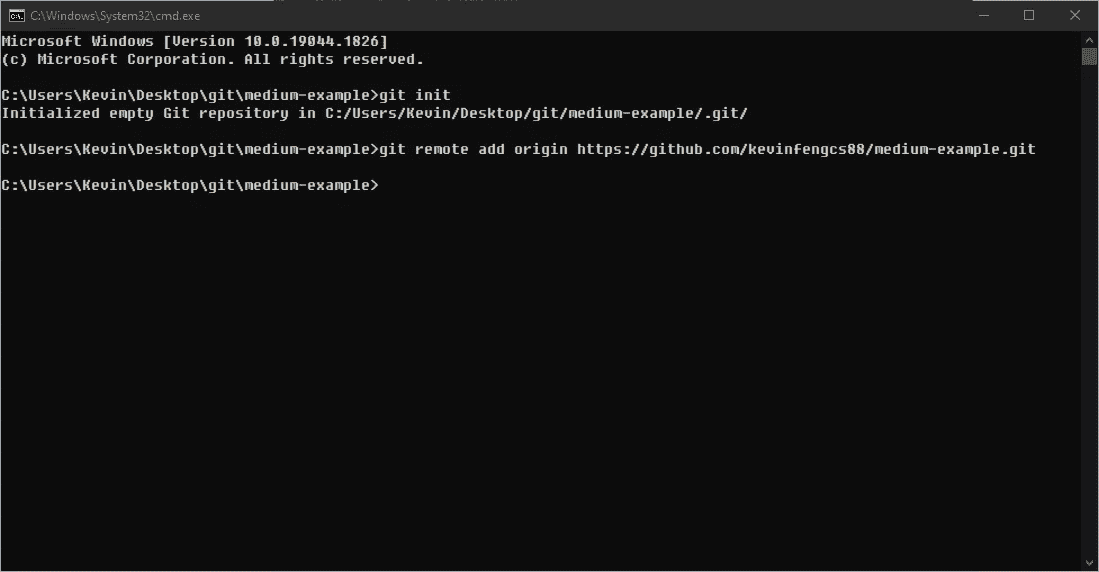 C:\Windows\System32\cmd.exe
Microsoft Windows [Version 10.0.19044.1826]
(c) Microsoft Corporation. All rights reserved.
C:\Users\Kevin\Desktop\git\medium-example>git init
Initialized empty Git repository in C:/Users/Kevin/Desktop/git/medium-example/.git/
C:\Users\Kevin\Desktop\git\medium-example>git remote add origin https://github.com/kevinfengcs88/medium-example.git
C:\Users\Kevin\Desktop\git\medium-example>